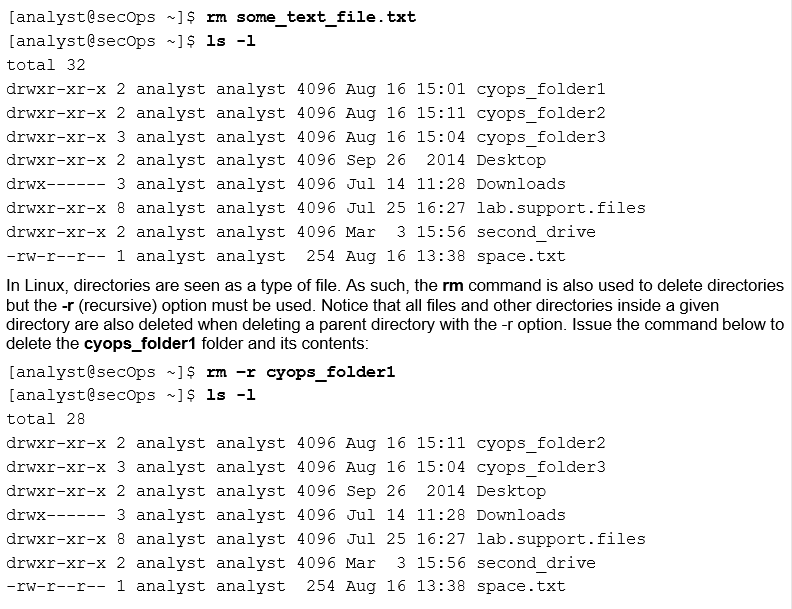 [analyst@secOps ~]$ rm some_text_file.txt
[analyst@secOps ~]$ ls -l
total 32
drwxr-xr-x 2 analyst analyst 4096 Aug 16 15:01 cyops_folder1
drwxr-xr-x 2 analyst analyst 4096 Aug 16 15:11 cyops_folder2
drwxr-xr-x 3 analyst analyst 4096 Aug 16 15:04 cyops_folder3
drwxr-xr-x 2 analyst analyst 4096 Sep 26  2014 Desktop
drwx------ 3 analyst analyst 4096 Jul 14 11:28 Downloads
drwxr-xr-x 8 analyst analyst 4096 Jul 25 16:27 lab.support.files
drwxr-xr-x 2 analyst analyst 4096 Mar  3 15:56 second_drive
-rw-r--r-- 1 analyst analyst  254 Aug 16 13:38 space.txt
In Linux, directories are seen as a type of file. As such, the rm command is also used to delete directories
but the -r (recursive) option must be used. Notice that all files and other directories inside a given
directory are also deleted when deleting a parent directory with the -r option. Issue the command below to
delete the cyops_folder1 folder and its contents:
[analyst@secOps ~]$ rm –r cyops_folder1
[analyst@secOps ~]$ ls -l
total 28
drwxr-xr-x 2 analyst analyst 4096 Aug 16 15:11 cyops_folder2
drwxr-xr-x 3 analyst analyst 4096 Aug 16 15:04 cyops_folder3
drwxr-xr-x 2 analyst analyst 4096 Sep 26  2014 Desktop
drwx------ 3 analyst analyst 4096 Jul 14 11:28 Downloads
drwxr-xr-x 8 analyst analyst 4096 Jul 25 16:27 lab.support.files
drwxr-xr-x 2 analyst analyst 4096 Mar  3 15:56 second_drive
-rw-r--r-- 1 analyst analyst  254 Aug 16 13:38 space.txt